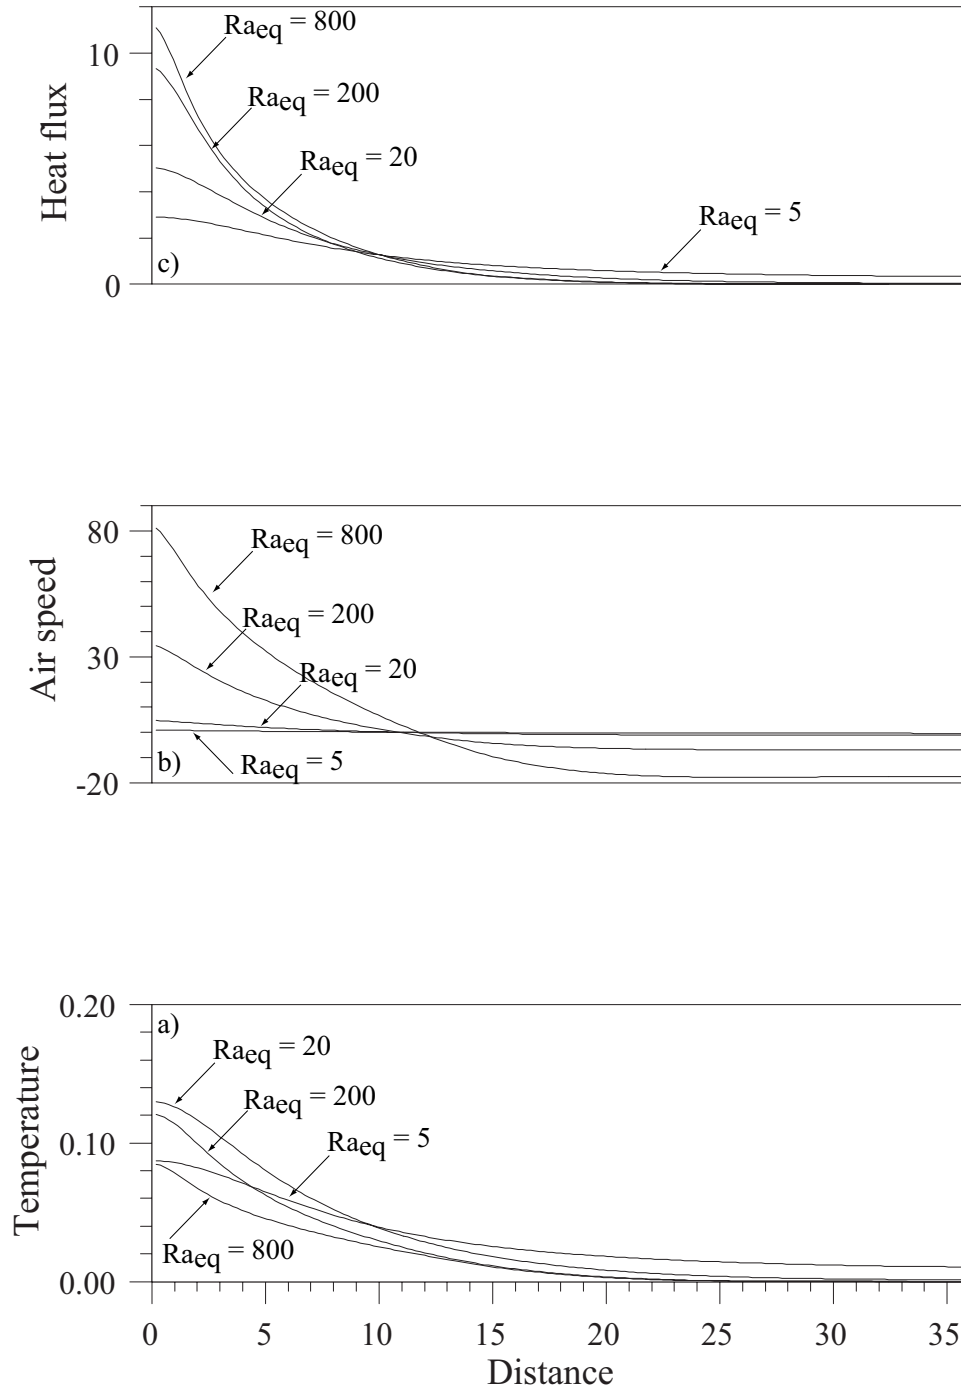 Ra_eq = 800
10
Ra_eq = 200
Heat flux
Ra_eq = 20
Ra_eq = 5
c)
0
80
Ra_eq = 800
Air speed
Ra_eq = 200
30
Ra_eq = 20
b)
Ra_eq = 5
-20
0.20
a)
Ra_eq = 20
Ra_eq = 200
Temperature
0.10
Ra_eq = 5
Ra_eq = 800
0.00
0 5 10 15 20 25 30 35
Distance